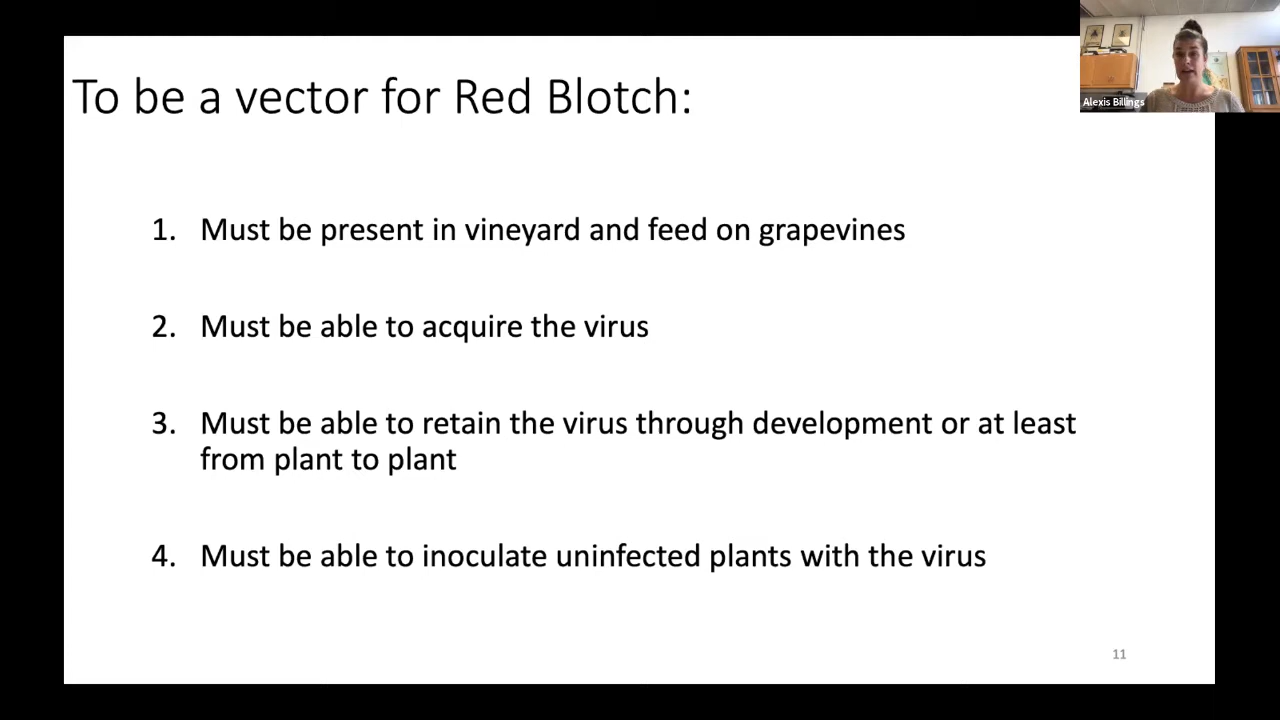 To be a vector for Red Blotch:
Alexis Billings
1. Must be present in vineyard and feed on grapevines
2. Must be able to acquire the virus
3. Must be able to retain the virus through development or at least
from plant to plant
4. Must be able to inoculate uninfected plants with the virus
11